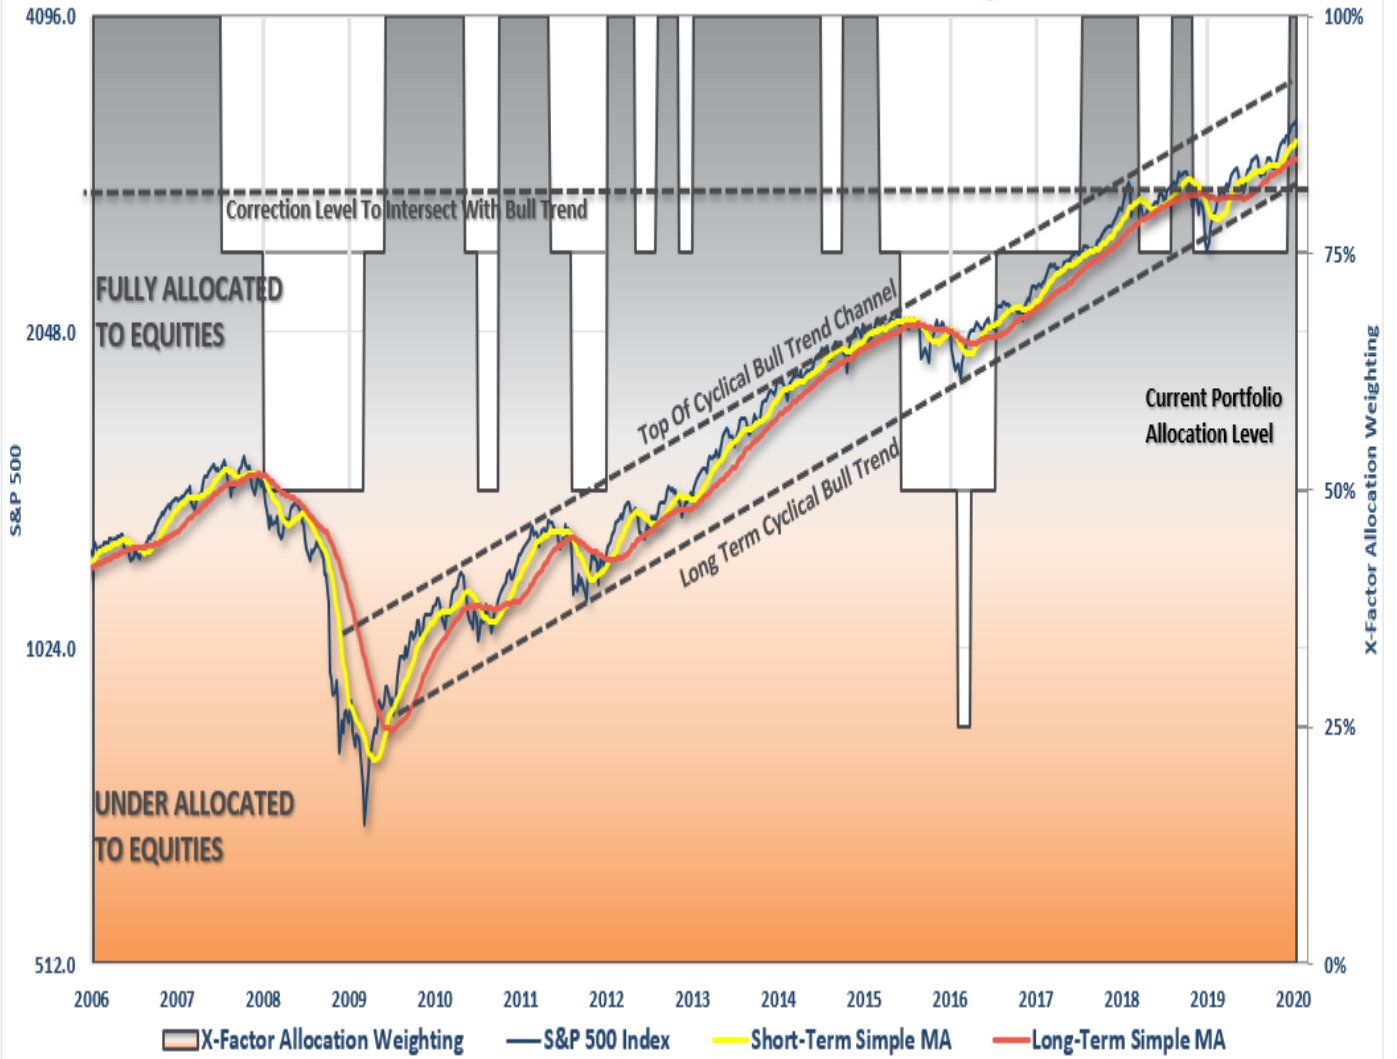 4096.0
100%
Correction Level To Intersect With Bull Trend
75%
FULLY ALLOCATED
TO EQUITIES
2048.0
Top Of Cyclical Bull Trend Channel
Current Portfolio
Allocation Level
Long Term Cyclical Bull Trend
S&P 500
X-Factor Allocation Weighting
50%
1024.0
25%
UNDER ALLOCATED
TO EQUITIES
512.0
0%
2006 2007 2008 2009 2010 2011 2012 2013 2014 2015 2016 2017 2018 2019 2020
X-Factor Allocation Weighting S&P 500 Index Short-Term Simple MA Long-Term Simple MA